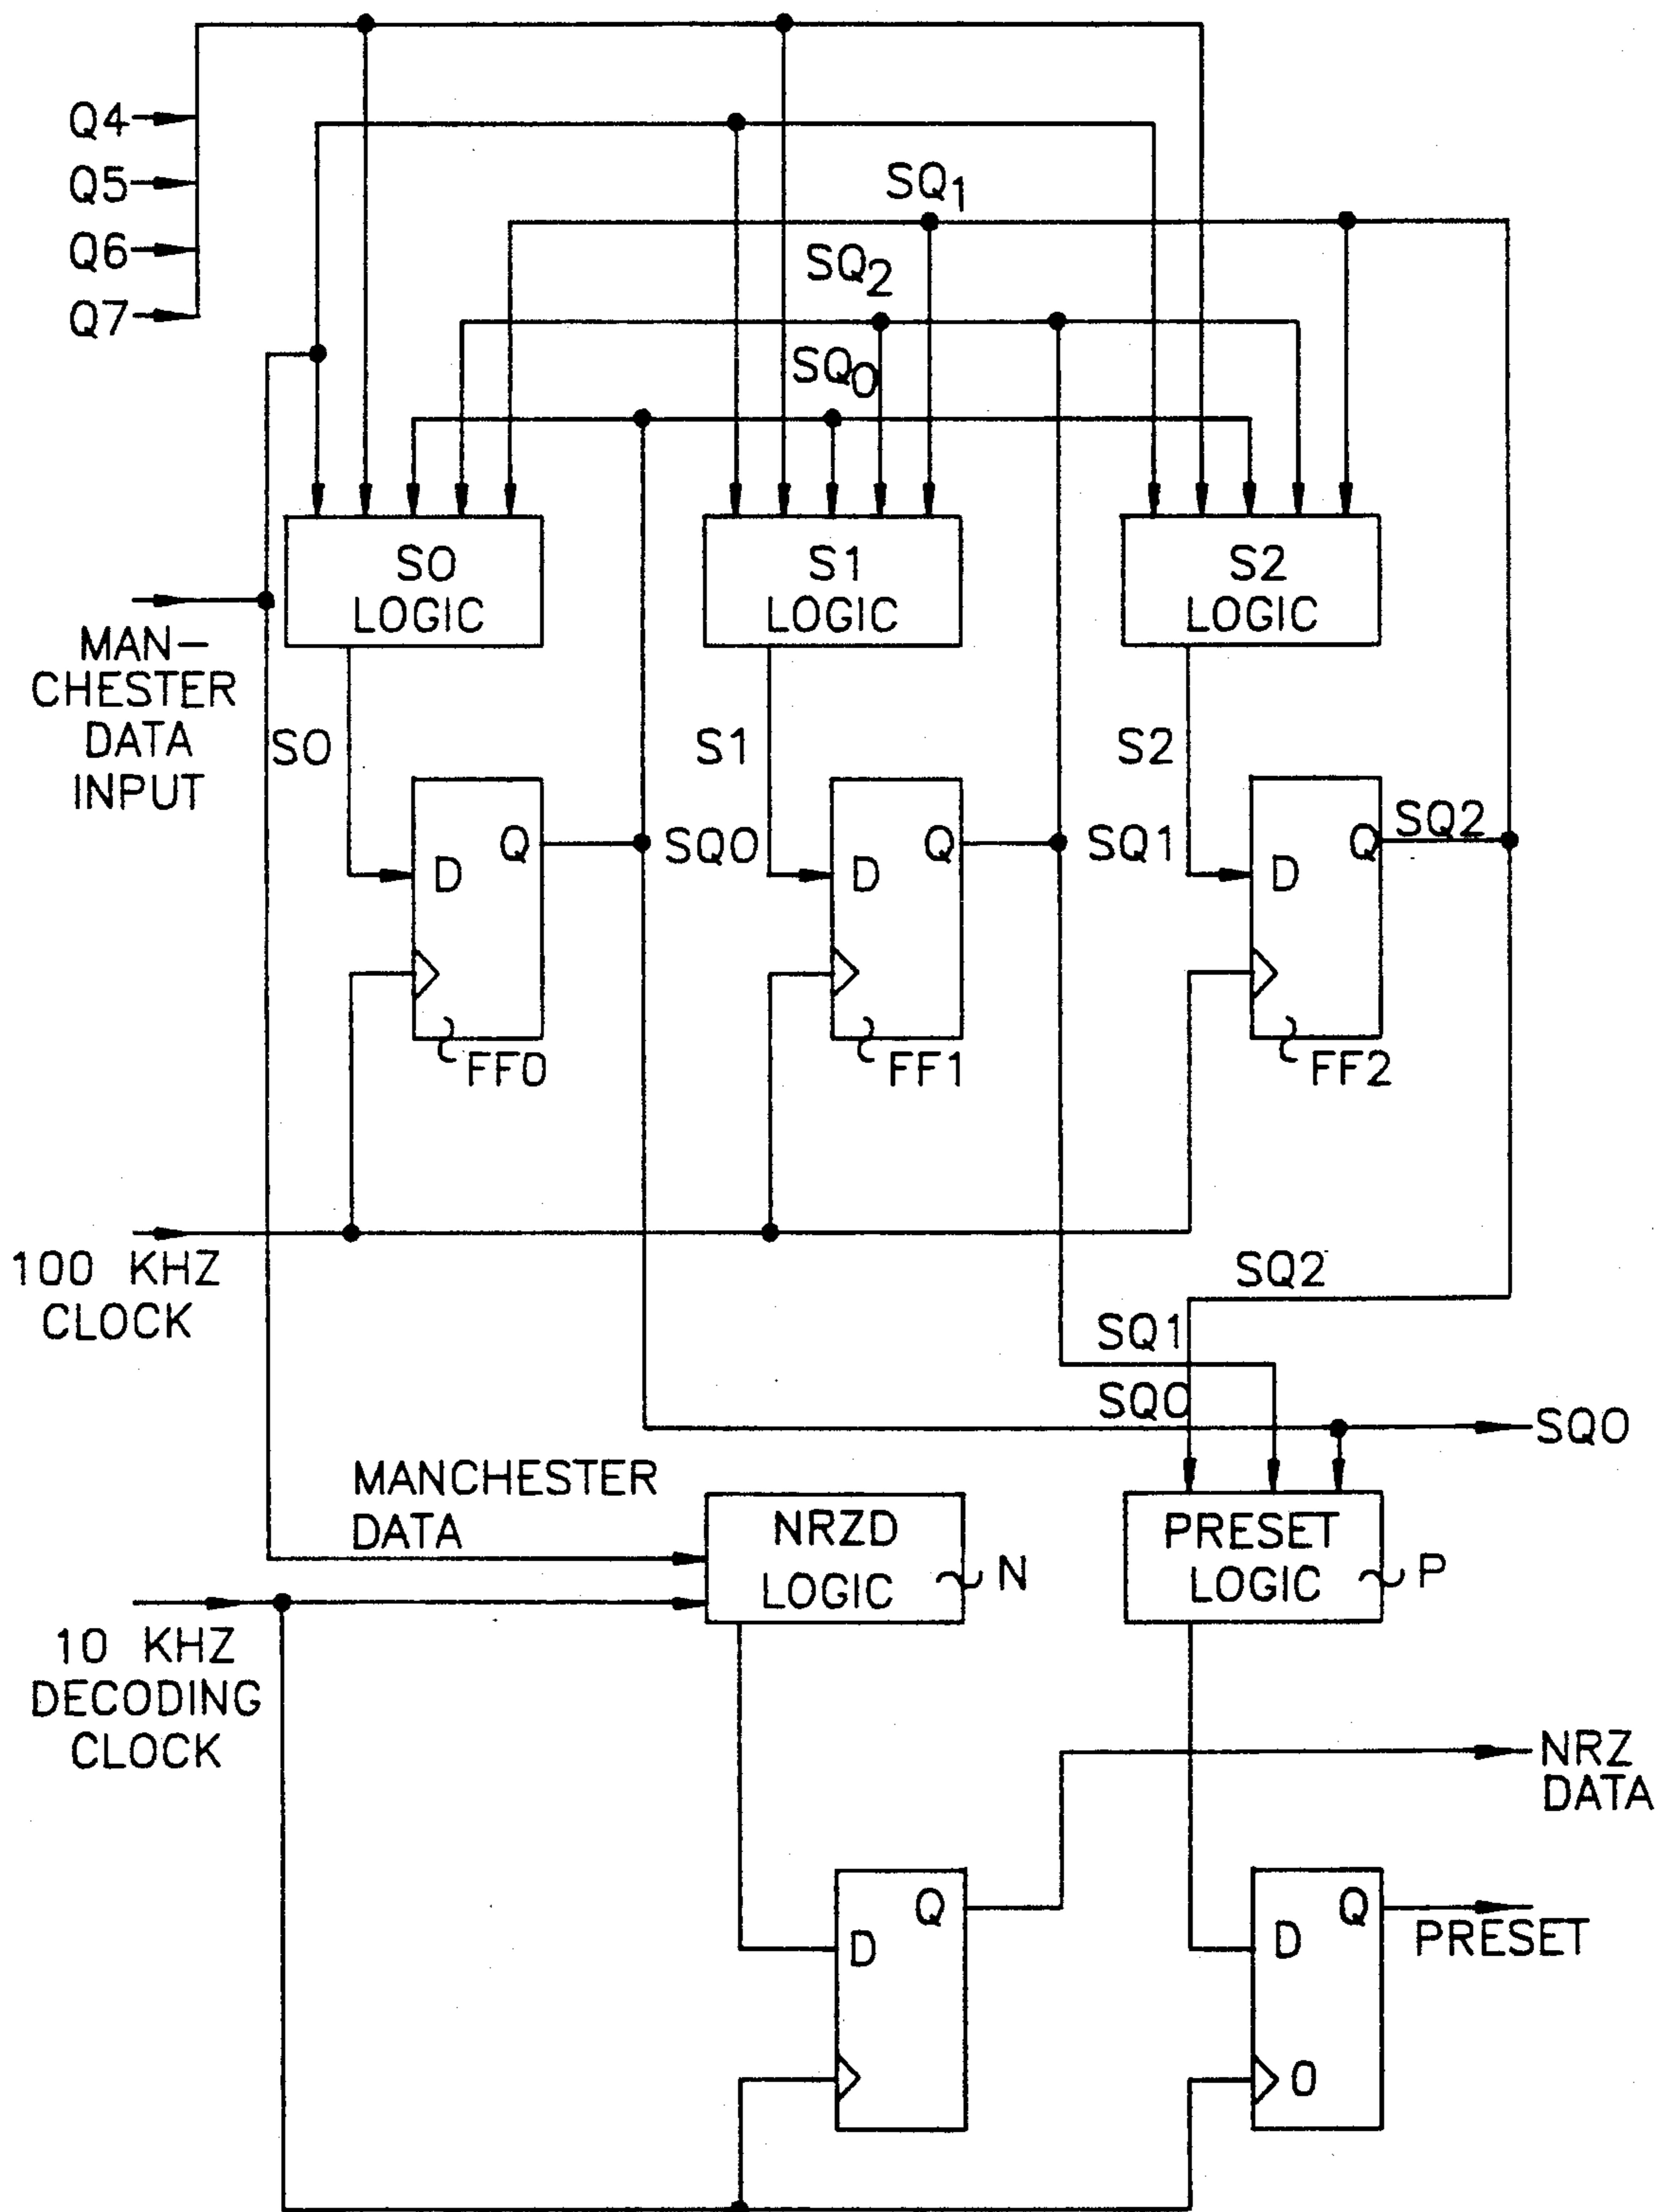 Q4
Q5
Q6
Q7
SQ1
SQ2
SQ0
S0
LOGIC
S1
LOGIC
S2
LOGIC
MAN-
CHESTER
DATA
INPUT
S0
S1
S2
D
Q
SQ0
D
Q
SQ1
D
Q
SQ2
FF0
FF1
FF2
100 KHZ
CLOCK
SQ2
SQ1
SQ0
SQ0
MANCHESTER
DATA
NRZD
LOGIC
N
PRESET
LOGIC
P
10 KHZ
DECODING
CLOCK
NRZ
DATA
Q
D
Q
D
PRESET
O